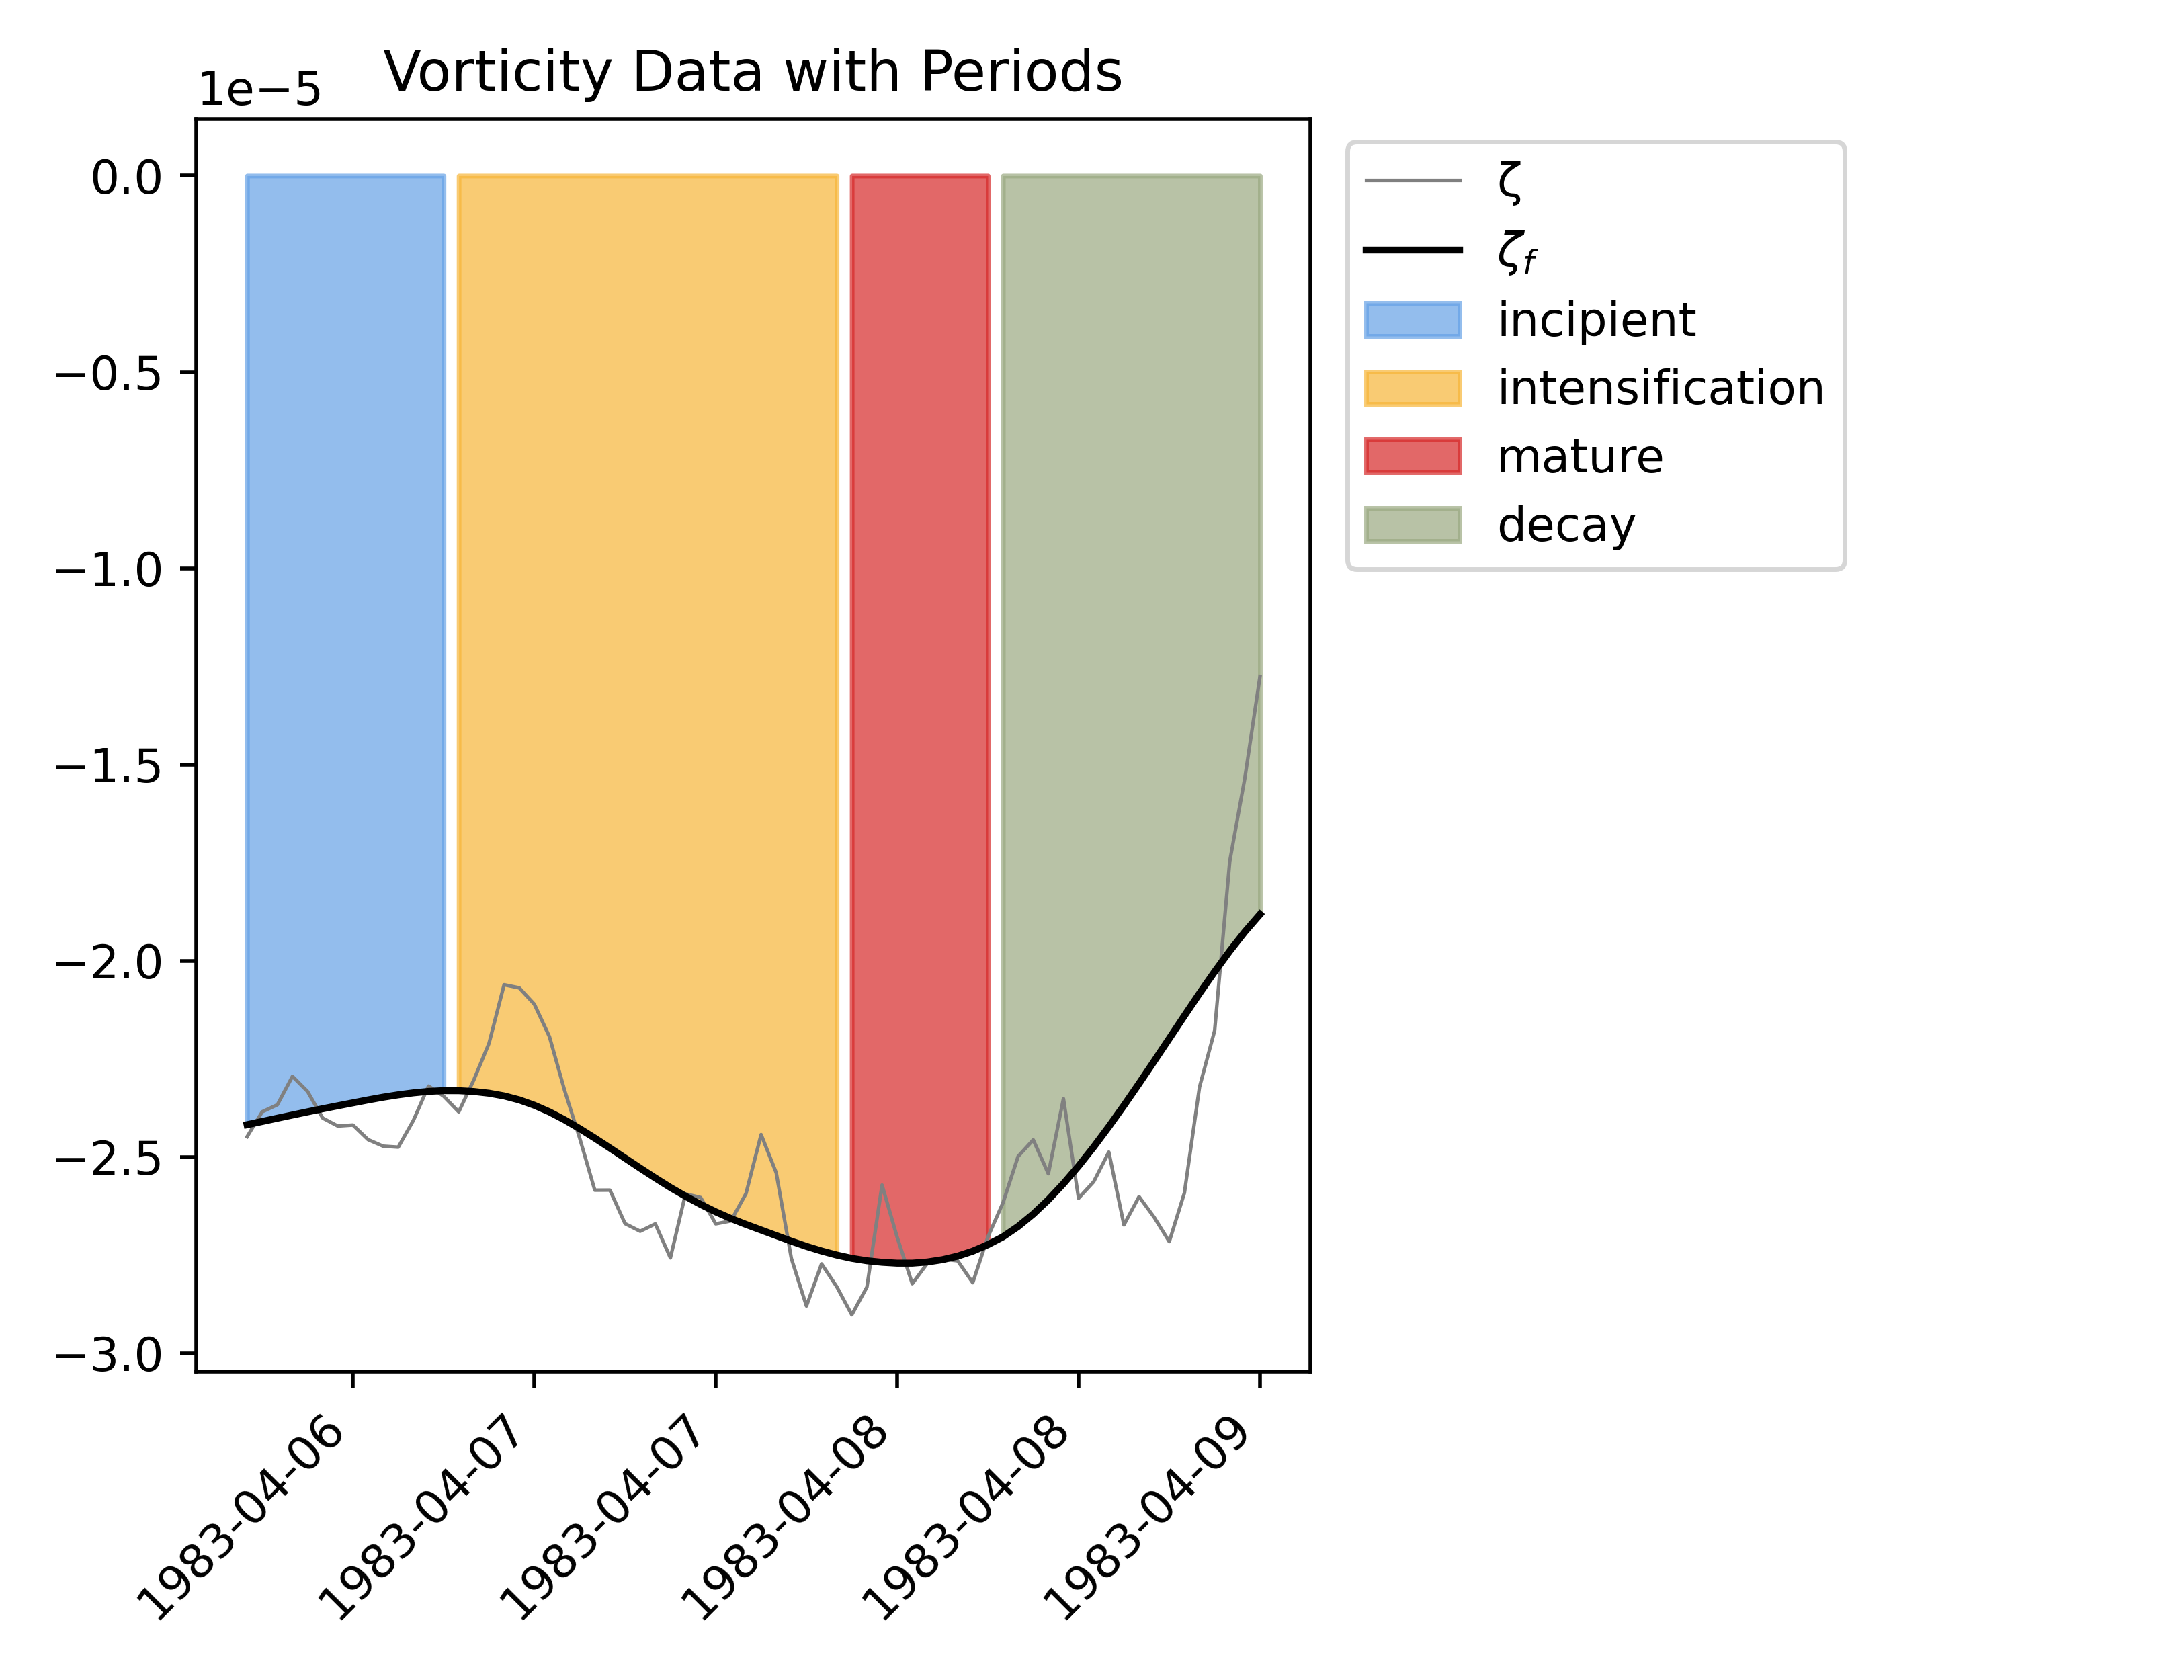 Vorticity Data with Periods
1e−5
0.0
−0.5
−1.0
−1.5
−2.0
−2.5
−3.0
1983-04-06
1983-04-07
1983-04-07
1983-04-08
1983-04-08
1983-04-09
ζ
ζf
incipient
intensification
mature
decay